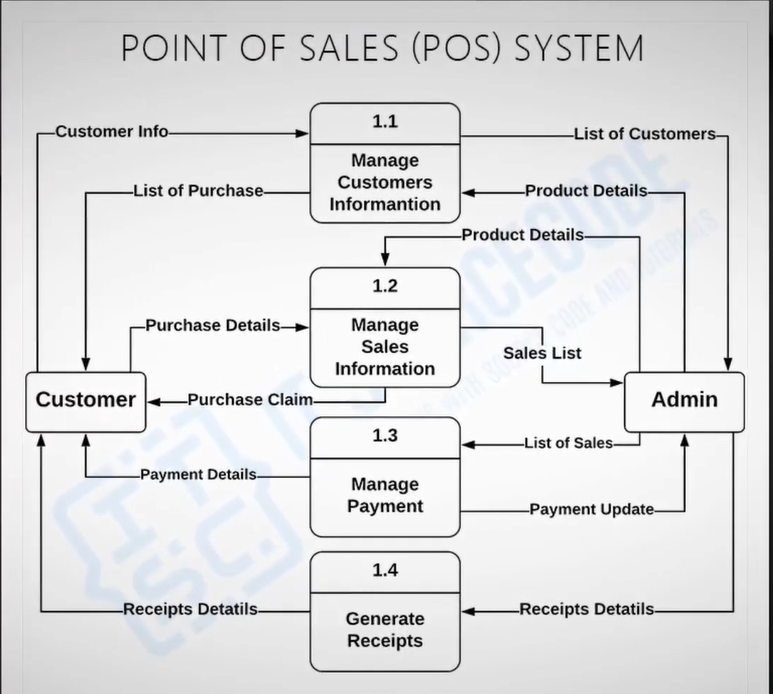 POINT OF SALES (POS) SYSTEM
1.1
Customer Info
List of Customers
Manage
Customers
Informantion
List of Purchase
Product Details
Product Details
1.2
Purchase Details
Manage
Sales
Information
Sales List
Customer
Purchase Claim
Admin
1.3
List of Sales
Payment Details
Manage
Payment
Payment Update
1.4
Receipts Detatils
Generate
Receipts
Receipts Detatils